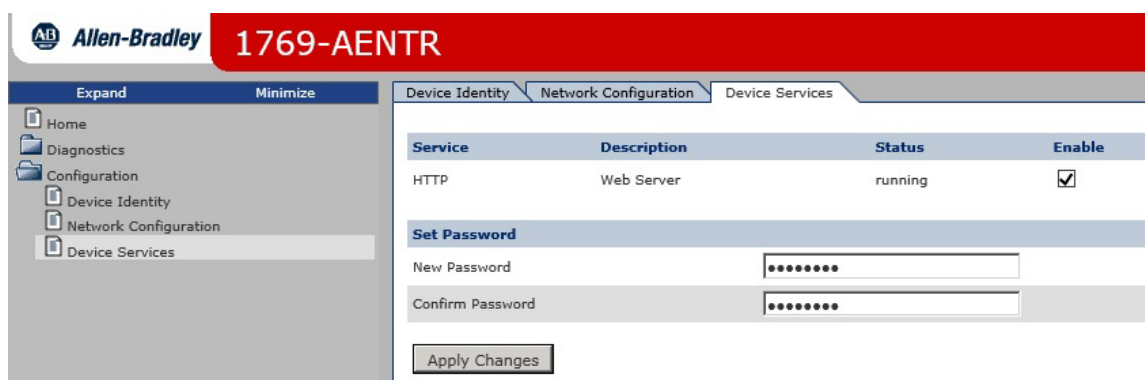 AB Allen-Bradley 1769-AENTR
Expand Minimize
Home
Diagnostics
Configuration
Device Identity
Network Configuration
Device Services
Device Identity Network Configuration Device Services
Service Description Status Enable
HTTP Web Server running
Set Password
New Password ••••••••
Confirm Password ••••••••
Apply Changes